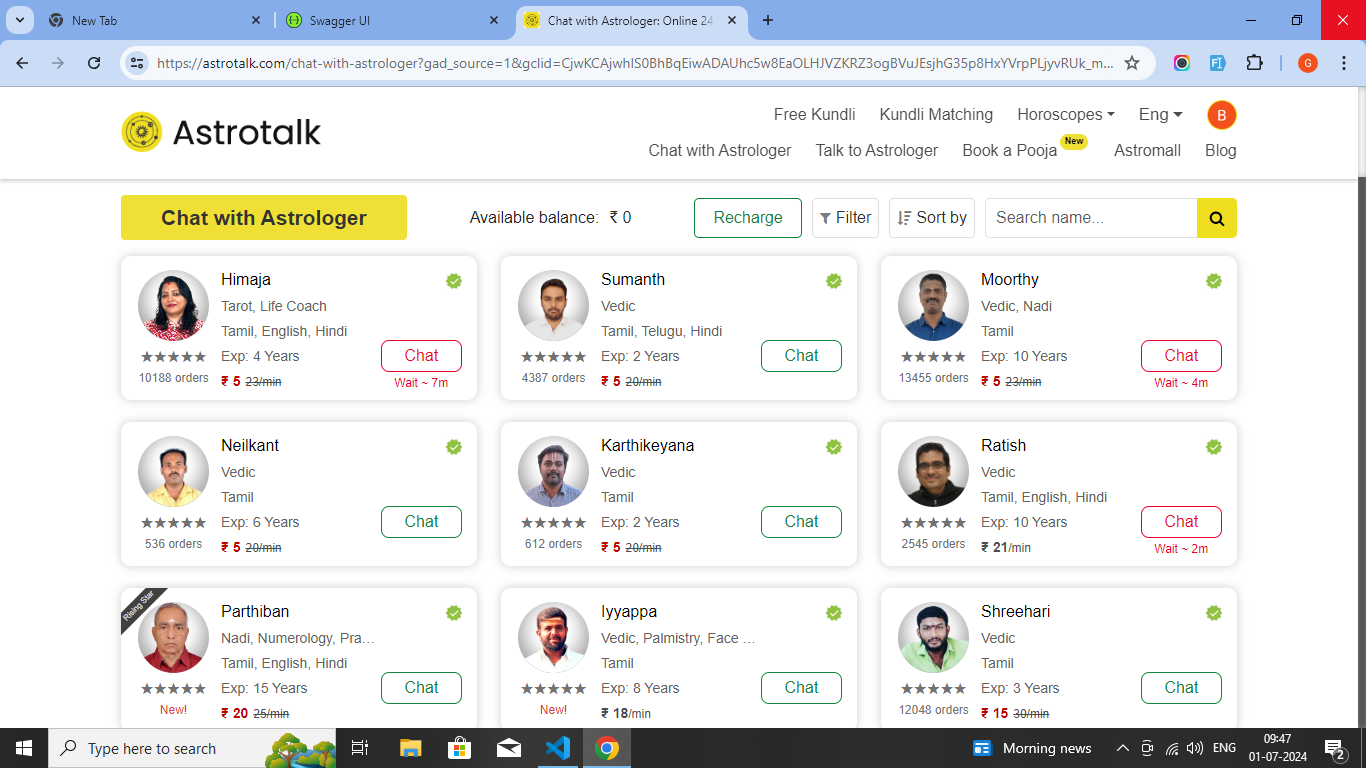 New Tab
Swagger UI
Chat with Astrologer: Online 24
https://astrotalk.com/chat-with-astrologer?gad_source=1&gclid=CjwKCAjwhIS0BhBqEiwADAUhc5w8EaOLHJVZKRZ3ogBVuJEsjhG35p8HxYVrpPLjyvRUk_m...
G
Astrotalk
Free Kundli Kundli Matching Horoscopes Eng B
Chat with Astrologer Talk to Astrologer Book a Pooja New Astromall Blog
Chat with Astrologer Available balance: ₹ 0 Recharge Filter Sort by Search name...
Himaja
Tarot, Life Coach
Tamil, English, Hindi
Exp: 4 Years Chat
10188 orders ₹ 5 23/min Wait ~ 7m
Sumanth
Vedic
Tamil, Telugu, Hindi
Exp: 2 Years Chat
4387 orders ₹ 5 20/min
Moorthy
Vedic, Nadi
Tamil
Exp: 10 Years Chat
13455 orders ₹ 5 23/min Wait ~ 4m
Neilkant
Vedic
Tamil
Exp: 6 Years Chat
536 orders ₹ 5 20/min
Karthikeyana
Vedic
Tamil
Exp: 2 Years Chat
612 orders ₹ 5 20/min
Ratish
Vedic
Tamil, English, Hindi
Exp: 10 Years Chat
2545 orders ₹ 21/min Wait ~ 2m
Rising Star
Parthiban
Nadi, Numerology, Pra...
Tamil, English, Hindi
Exp: 15 Years Chat
New! ₹ 20 25/min
Iyyappa
Vedic, Palmistry, Face ...
Tamil
Exp: 8 Years Chat
New! ₹ 18/min
Shreehari
Vedic
Tamil
Exp: 3 Years Chat
12048 orders ₹ 15 30/min
Type here to search
Morning news
ENG
09:47
01-07-2024
2